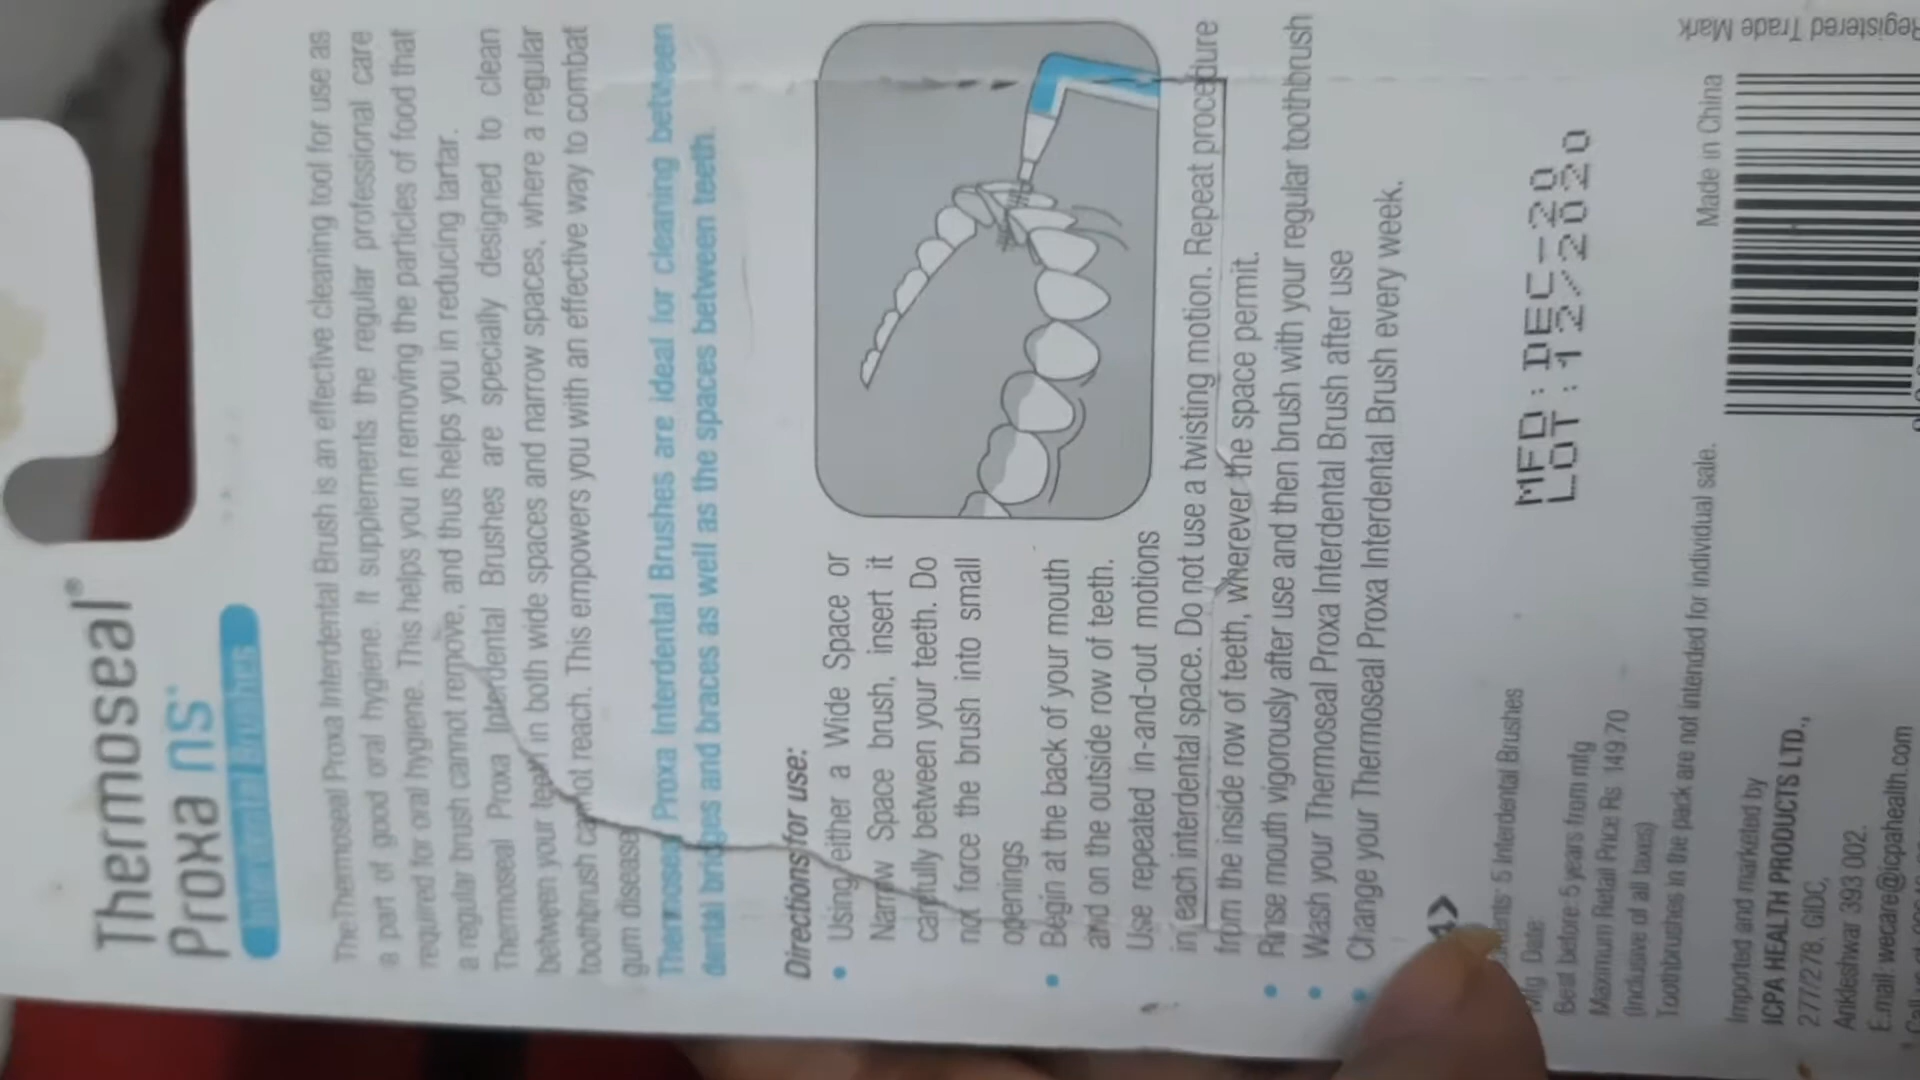 Thermoseal®
Proxa ns
Interdental Brushes
The Thermoseal Proxa Interdental Brush is an effective cleaning tool for use as
a part of good oral hygiene. It supplements the regular professional care
required for oral hygiene. This helps you in removing the particles of food that
a regular brush cannot remove, and thus helps you in reducing tartar.
Thermoseal Proxa Interdental Brushes are specially designed to clean
between your teeth in both wide spaces and narrow spaces, where a regular
toothbrush cannot reach. This empowers you with an effective way to combat
gum disease
Thermoseal Proxa Interdental Brushes are ideal for cleaning between
dental bridges and braces as well as the spaces between teeth.
Directions for use:
• Using either a Wide Space or
Narrow Space brush, insert it
carefully between your teeth. Do
not force the brush into small
openings
• Begin at the back of your mouth
and on the outside row of teeth.
Use repeated in-and-out motions
in each interdental space. Do not use a twisting motion. Repeat procedure
from the inside row of teeth, wherever the space permit.
• Rinse mouth vigorously after use and then brush with your regular toothbrush
• Wash your Thermoseal Proxa Interdental Brush after use
• Change your Thermoseal Proxa Interdental Brush every week.
5 Interdental Brushes
Date:
Best before: 5 years from mfg
Maximum Retail Price Rs 149.70
(Inclusive of all taxes)
Toothbrushes in the pack are not intended for individual sale.
MFD:DEC-20
LOT:12/2020
Imported and marketed by
ICPA HEALTH PRODUCTS LTD.,
277/278, GIDC,
Ankleshwar 393 002.
E.mail: wecare@icpahealth.com
Made in China
Registered Trade Mark